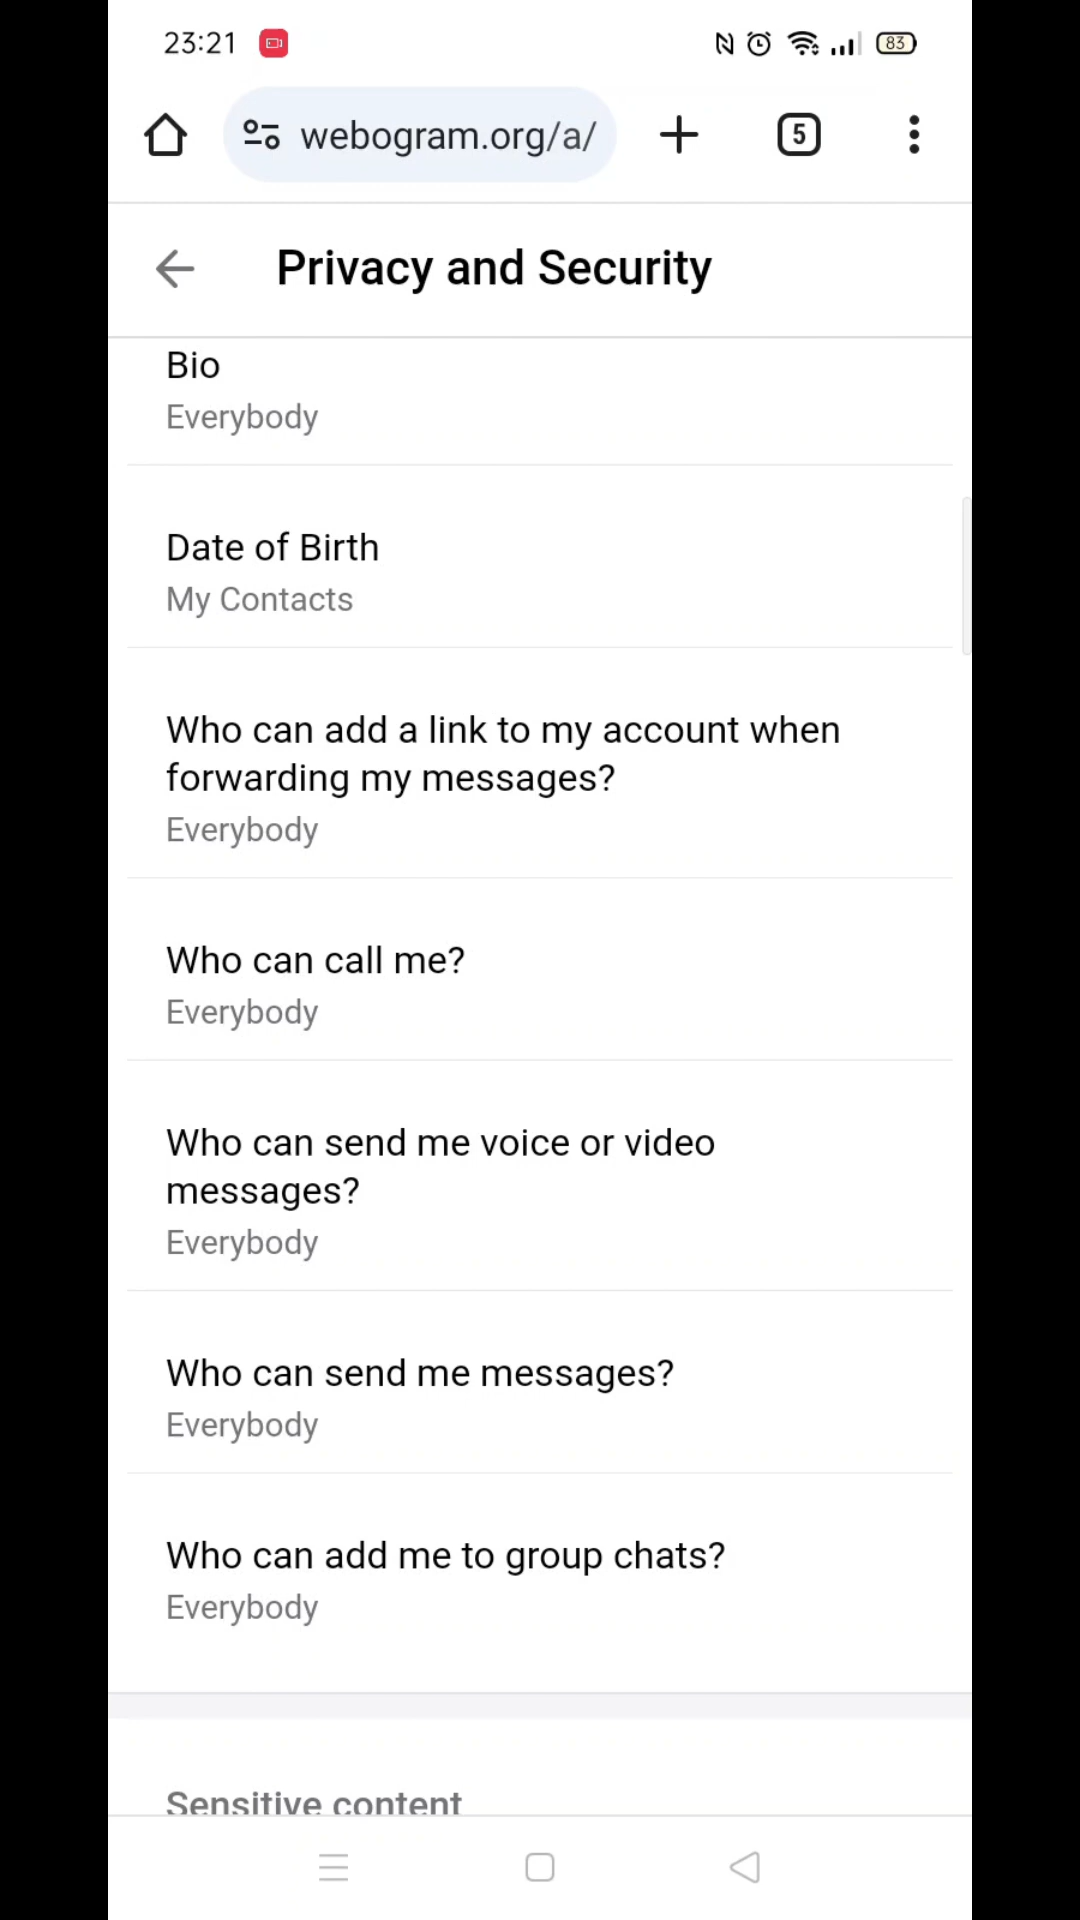 23:21
83
webogram.org/a/
5
Privacy and Security
Bio
Everybody
Date of Birth
My Contacts
Who can add a link to my account when
forwarding my messages?
Everybody
Who can call me?
Everybody
Who can send me voice or video
messages?
Everybody
Who can send me messages?
Everybody
Who can add me to group chats?
Everybody
Sensitive content